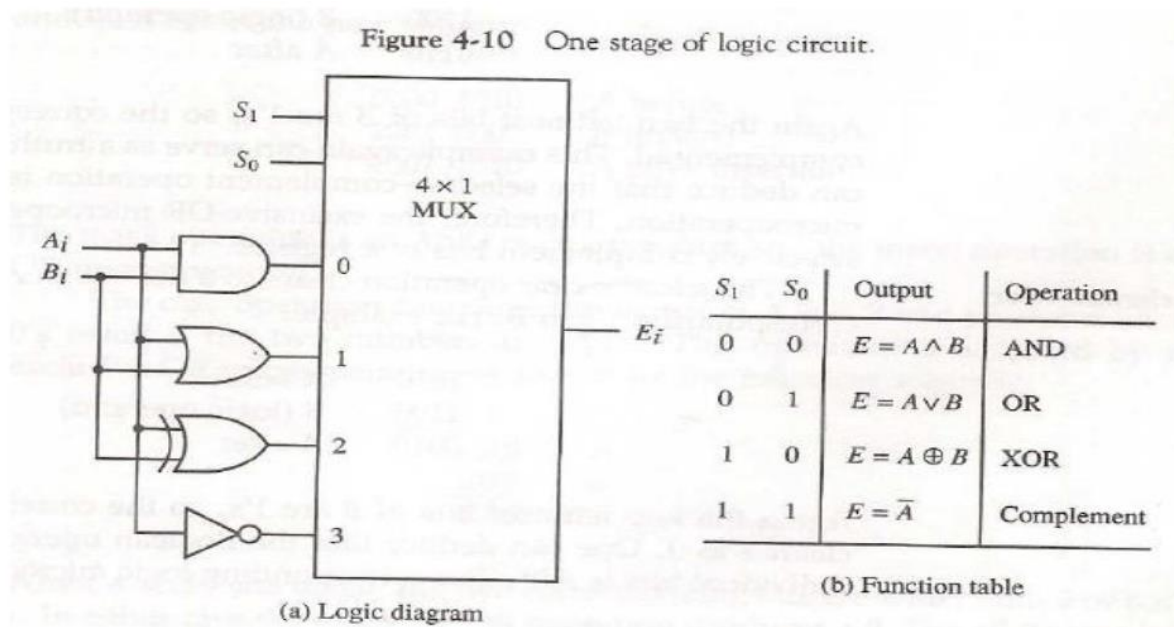 Figure 4-10 One stage of logic circuit.
S1
S0
4 × 1
MUX
Ai
Bi
0
1
2
3
Ei
S1 S0 Output Operation
0 0 E = A ∧ B AND
0 1 E = A ∨ B OR
1 0 E = A ⊕ B XOR
1 1 E = A̅ Complement
(a) Logic diagram
(b) Function table